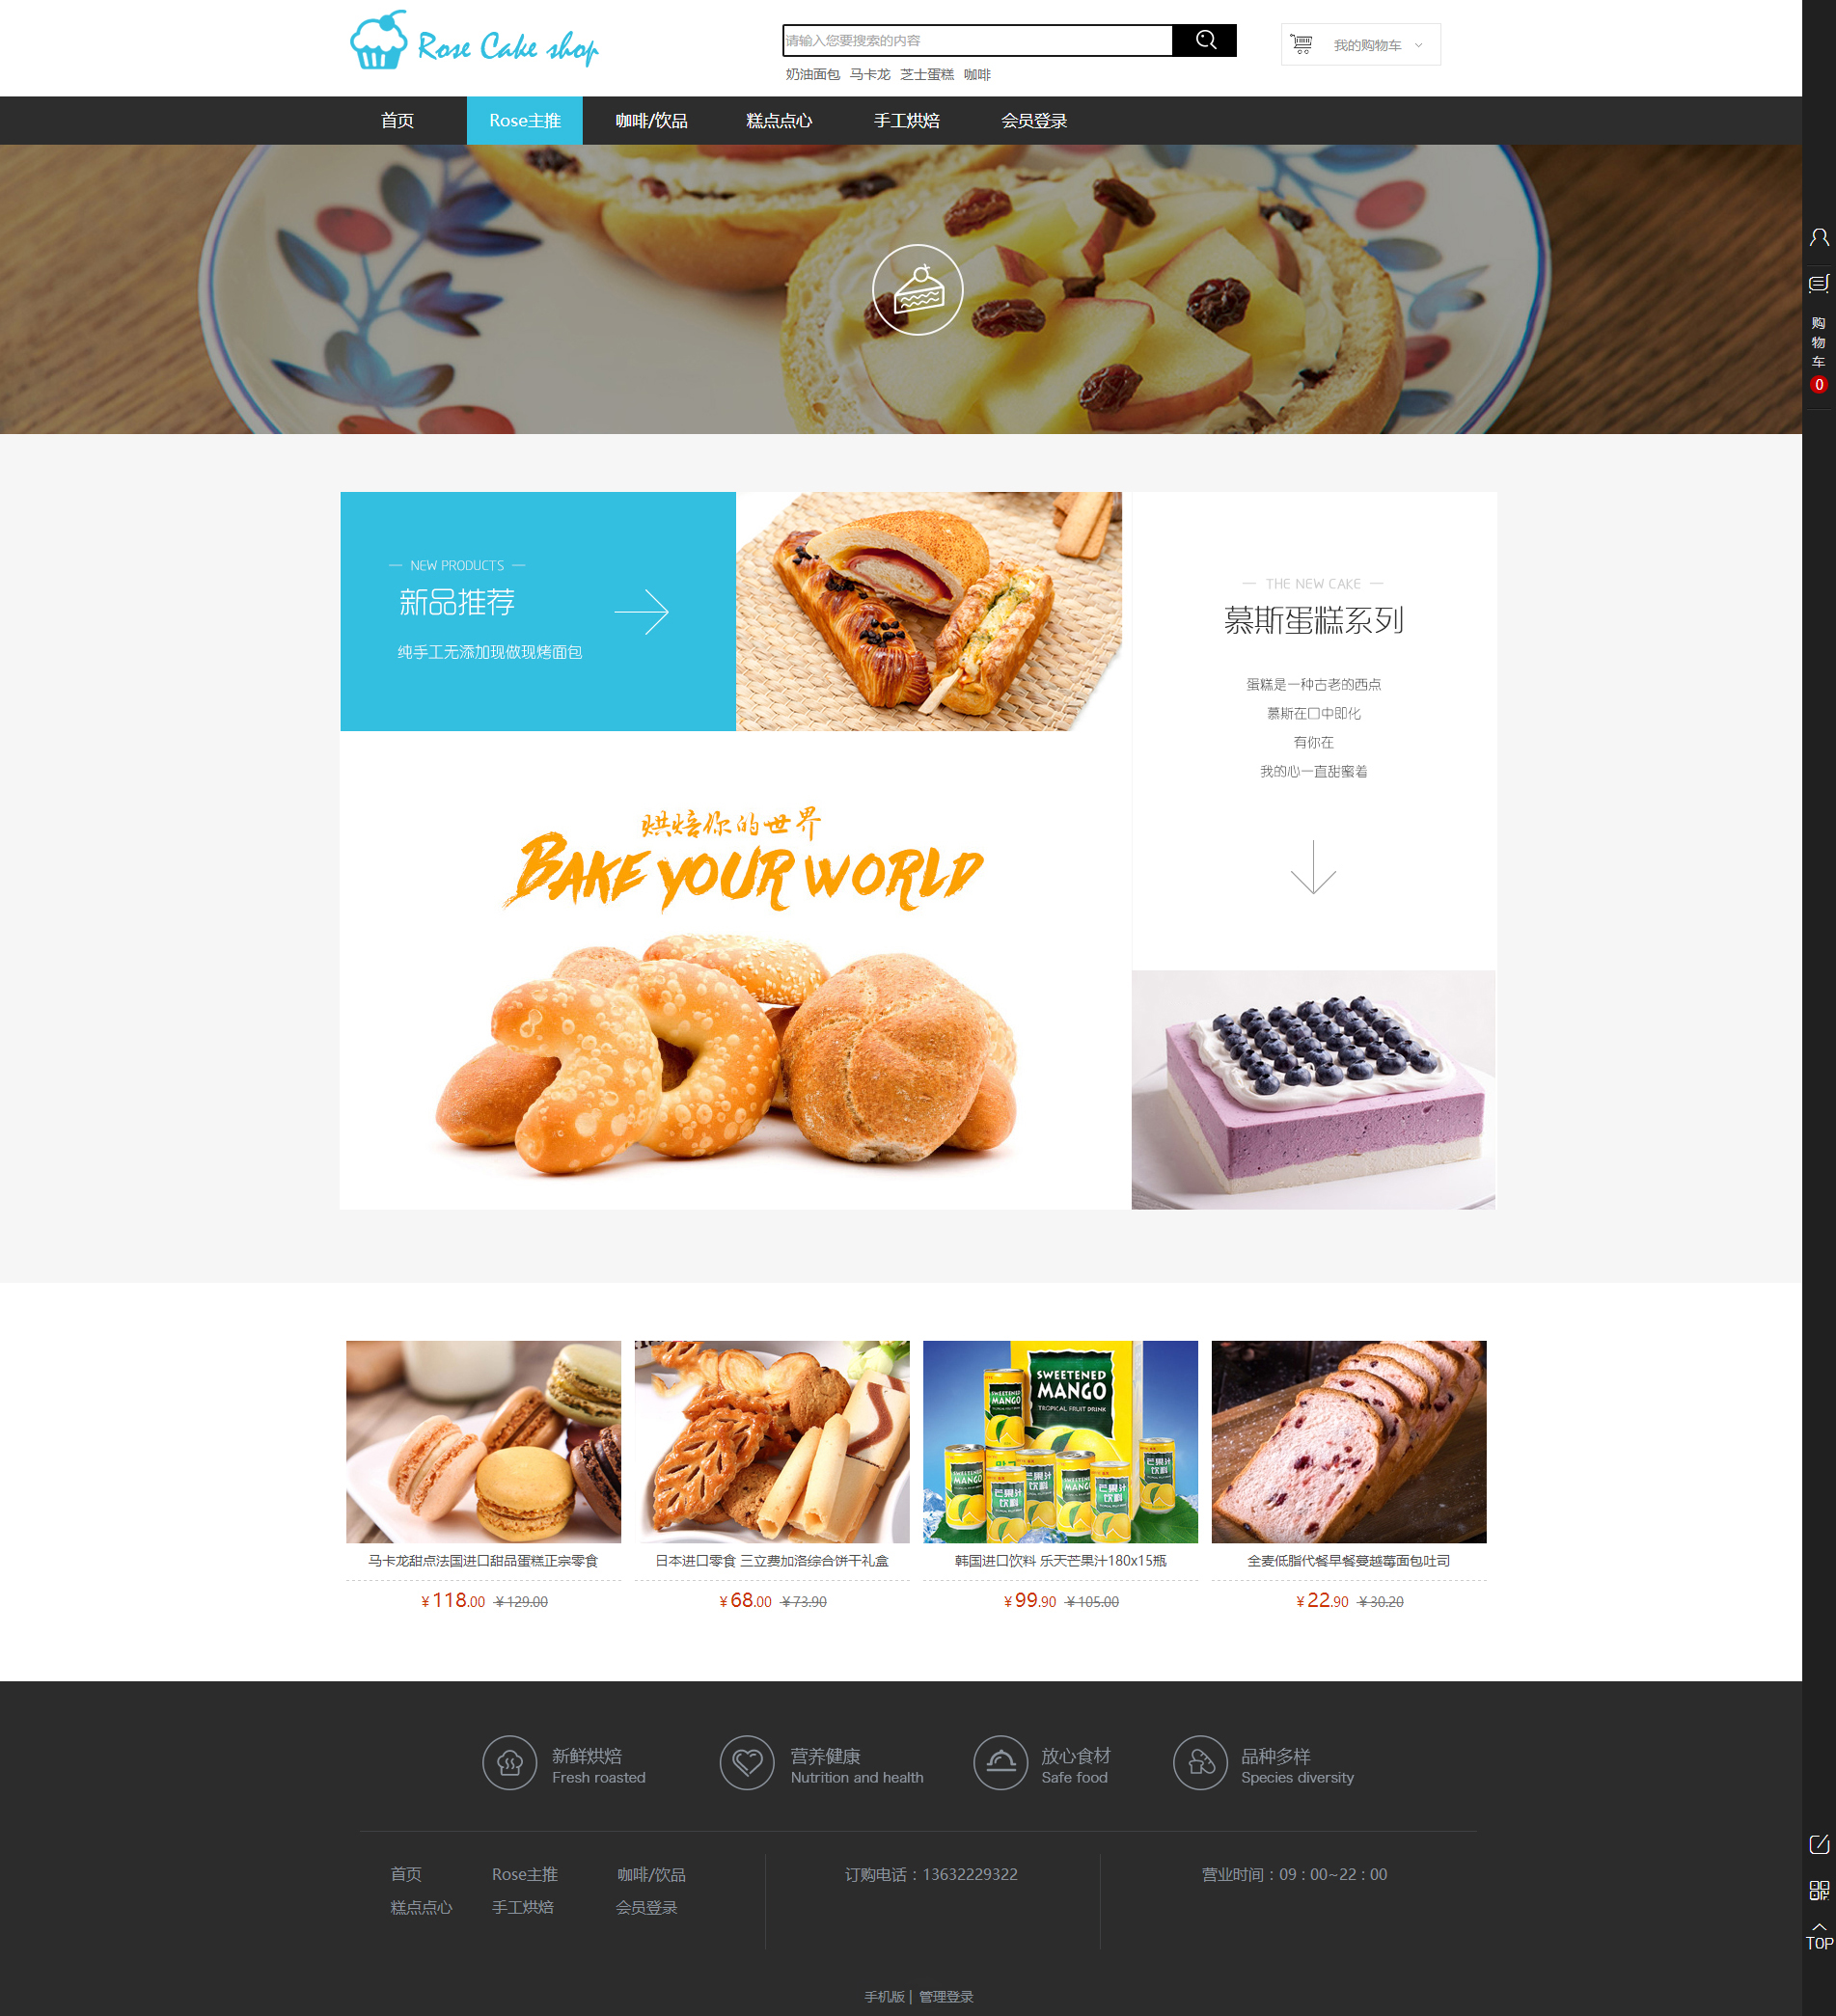 Rose Cake shop
请输入您要搜索的内容
我的购物车
奶油面包 马卡龙 芝士蛋糕 咖啡
首页 Rose主推 咖啡/饮品 糕点点心 手工烘焙 会员登录
购
物
车
0
NEW PRODUCTS
新品推荐
纯手工无添加现做现烤面包
THE NEW CAKE
慕斯蛋糕系列
蛋糕是一种古老的西点
慕斯在口中即化
有你在
我的心一直甜蜜着
烘焙你的世界
BAKE YOUR WORLD
SWEETENED
MANGO
TROPICAL FRUIT DRINK
SWEETENED
MANGO
芒果汁
饮料
马卡龙甜点法国进口甜品蛋糕正宗零食
¥118.00 ¥129.00
日本进口零食 三立费加洛综合饼干礼盒
¥68.00 ¥73.90
韩国进口饮料 乐天芒果汁180x15瓶
¥99.90 ¥105.00
全麦低脂代餐早餐蔓越莓面包吐司
¥22.90 ¥30.20
新鲜烘焙
Fresh roasted
营养健康
Nutrition and health
放心食材
Safe food
品种多样
Species diversity
首页 Rose主推 咖啡/饮品
糕点点心 手工烘焙 会员登录
订购电话：13632229322
营业时间：09：00~22：00
TOP
手机版 | 管理登录